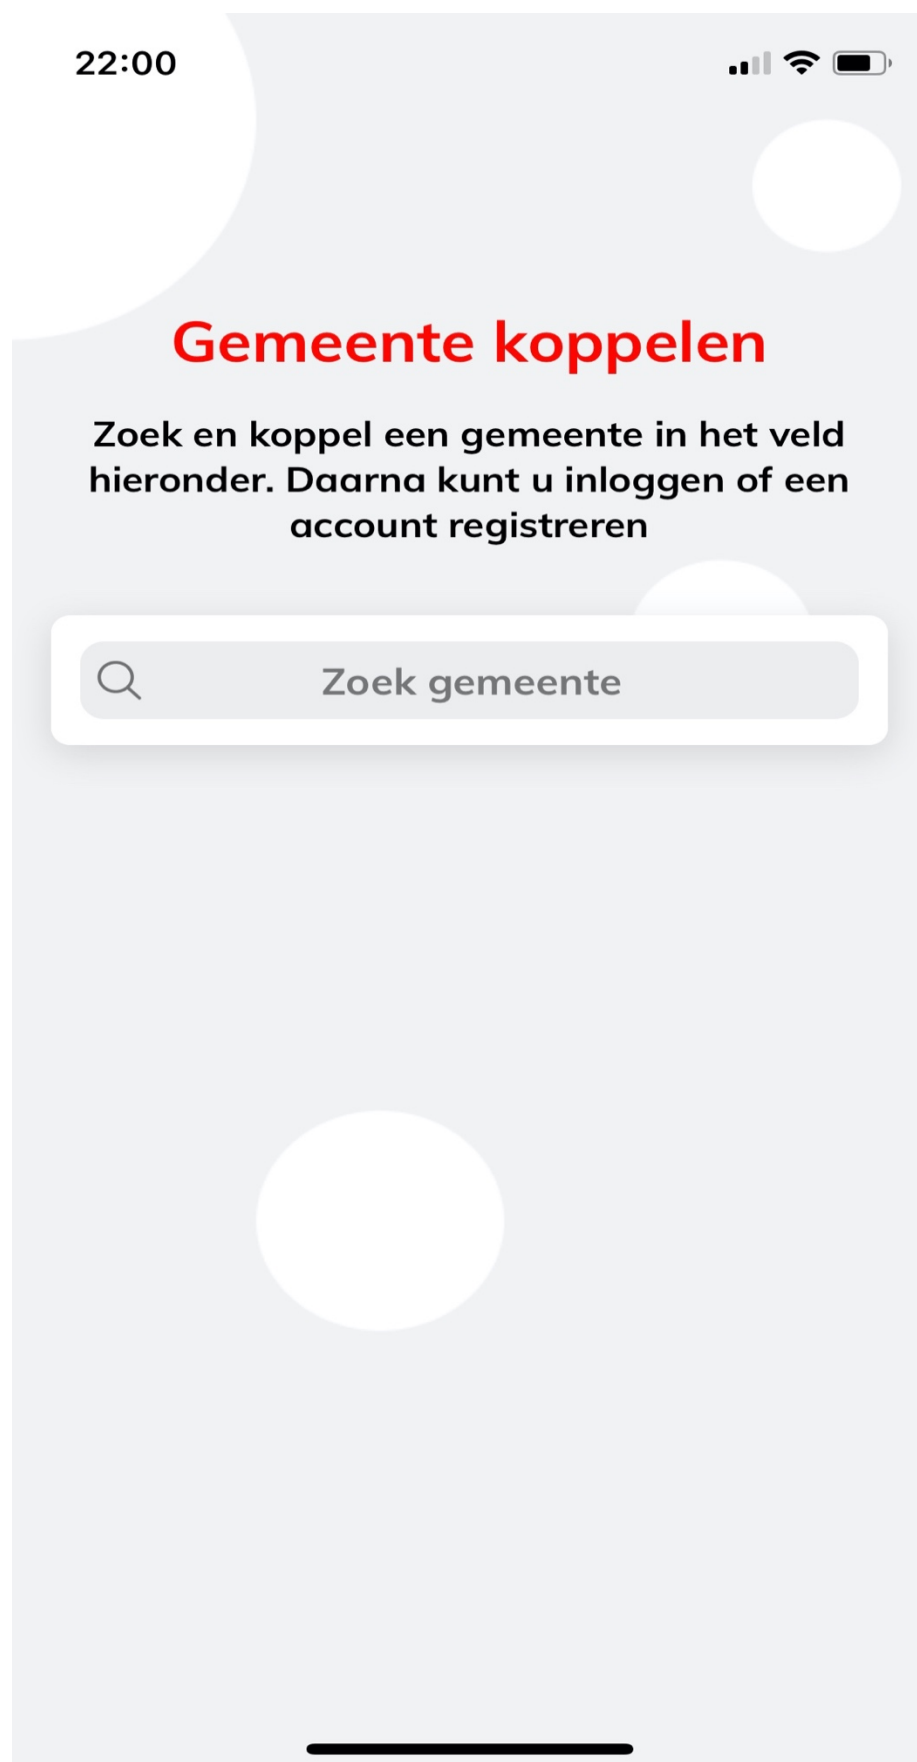 22:00
Gemeente koppelen
Zoek en koppel een gemeente in het veld
hieronder. Daarna kunt u inloggen of een
account registreren
Zoek gemeente